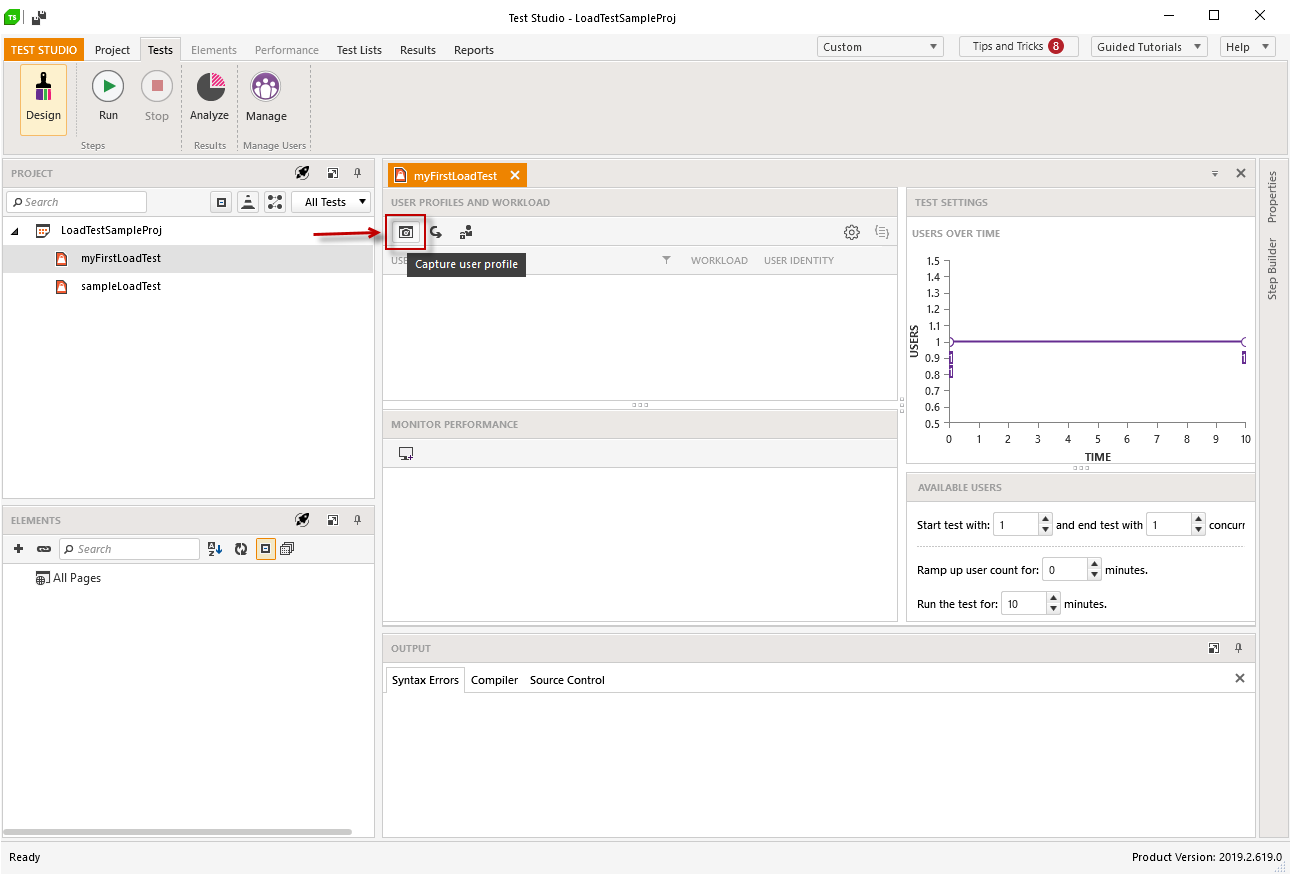 TS
Test Studio - LoadTestSampleProj
TEST STUDIO Project Tests Elements Performance Test Lists Results Reports
Custom Tips and Tricks 8 Guided Tutorials Help
Design Run Stop Analyze Manage
Steps Results Manage Users
PROJECT
Search All Tests
LoadTestSampleProj
myFirstLoadTest
sampleLoadTest
ELEMENTS
Search
All Pages
myFirstLoadTest
USER PROFILES AND WORKLOAD
Capture user profile
USE WORKLOAD USER IDENTITY
MONITOR PERFORMANCE
TEST SETTINGS
USERS OVER TIME
USERS
1.5
1.4
1.3
1.2
1.1
1
0.9
0.8
0.7
0.6
0.5
1
1
1
0 1 2 3 4 5 6 7 8 9 10
TIME
AVAILABLE USERS
Start test with: 1 and end test with 1 concurr
Ramp up user count for: 0 minutes.
Run the test for: 10 minutes.
Properties
Step Builder
OUTPUT
Syntax Errors Compiler Source Control
Ready
Product Version: 2019.2.619.0